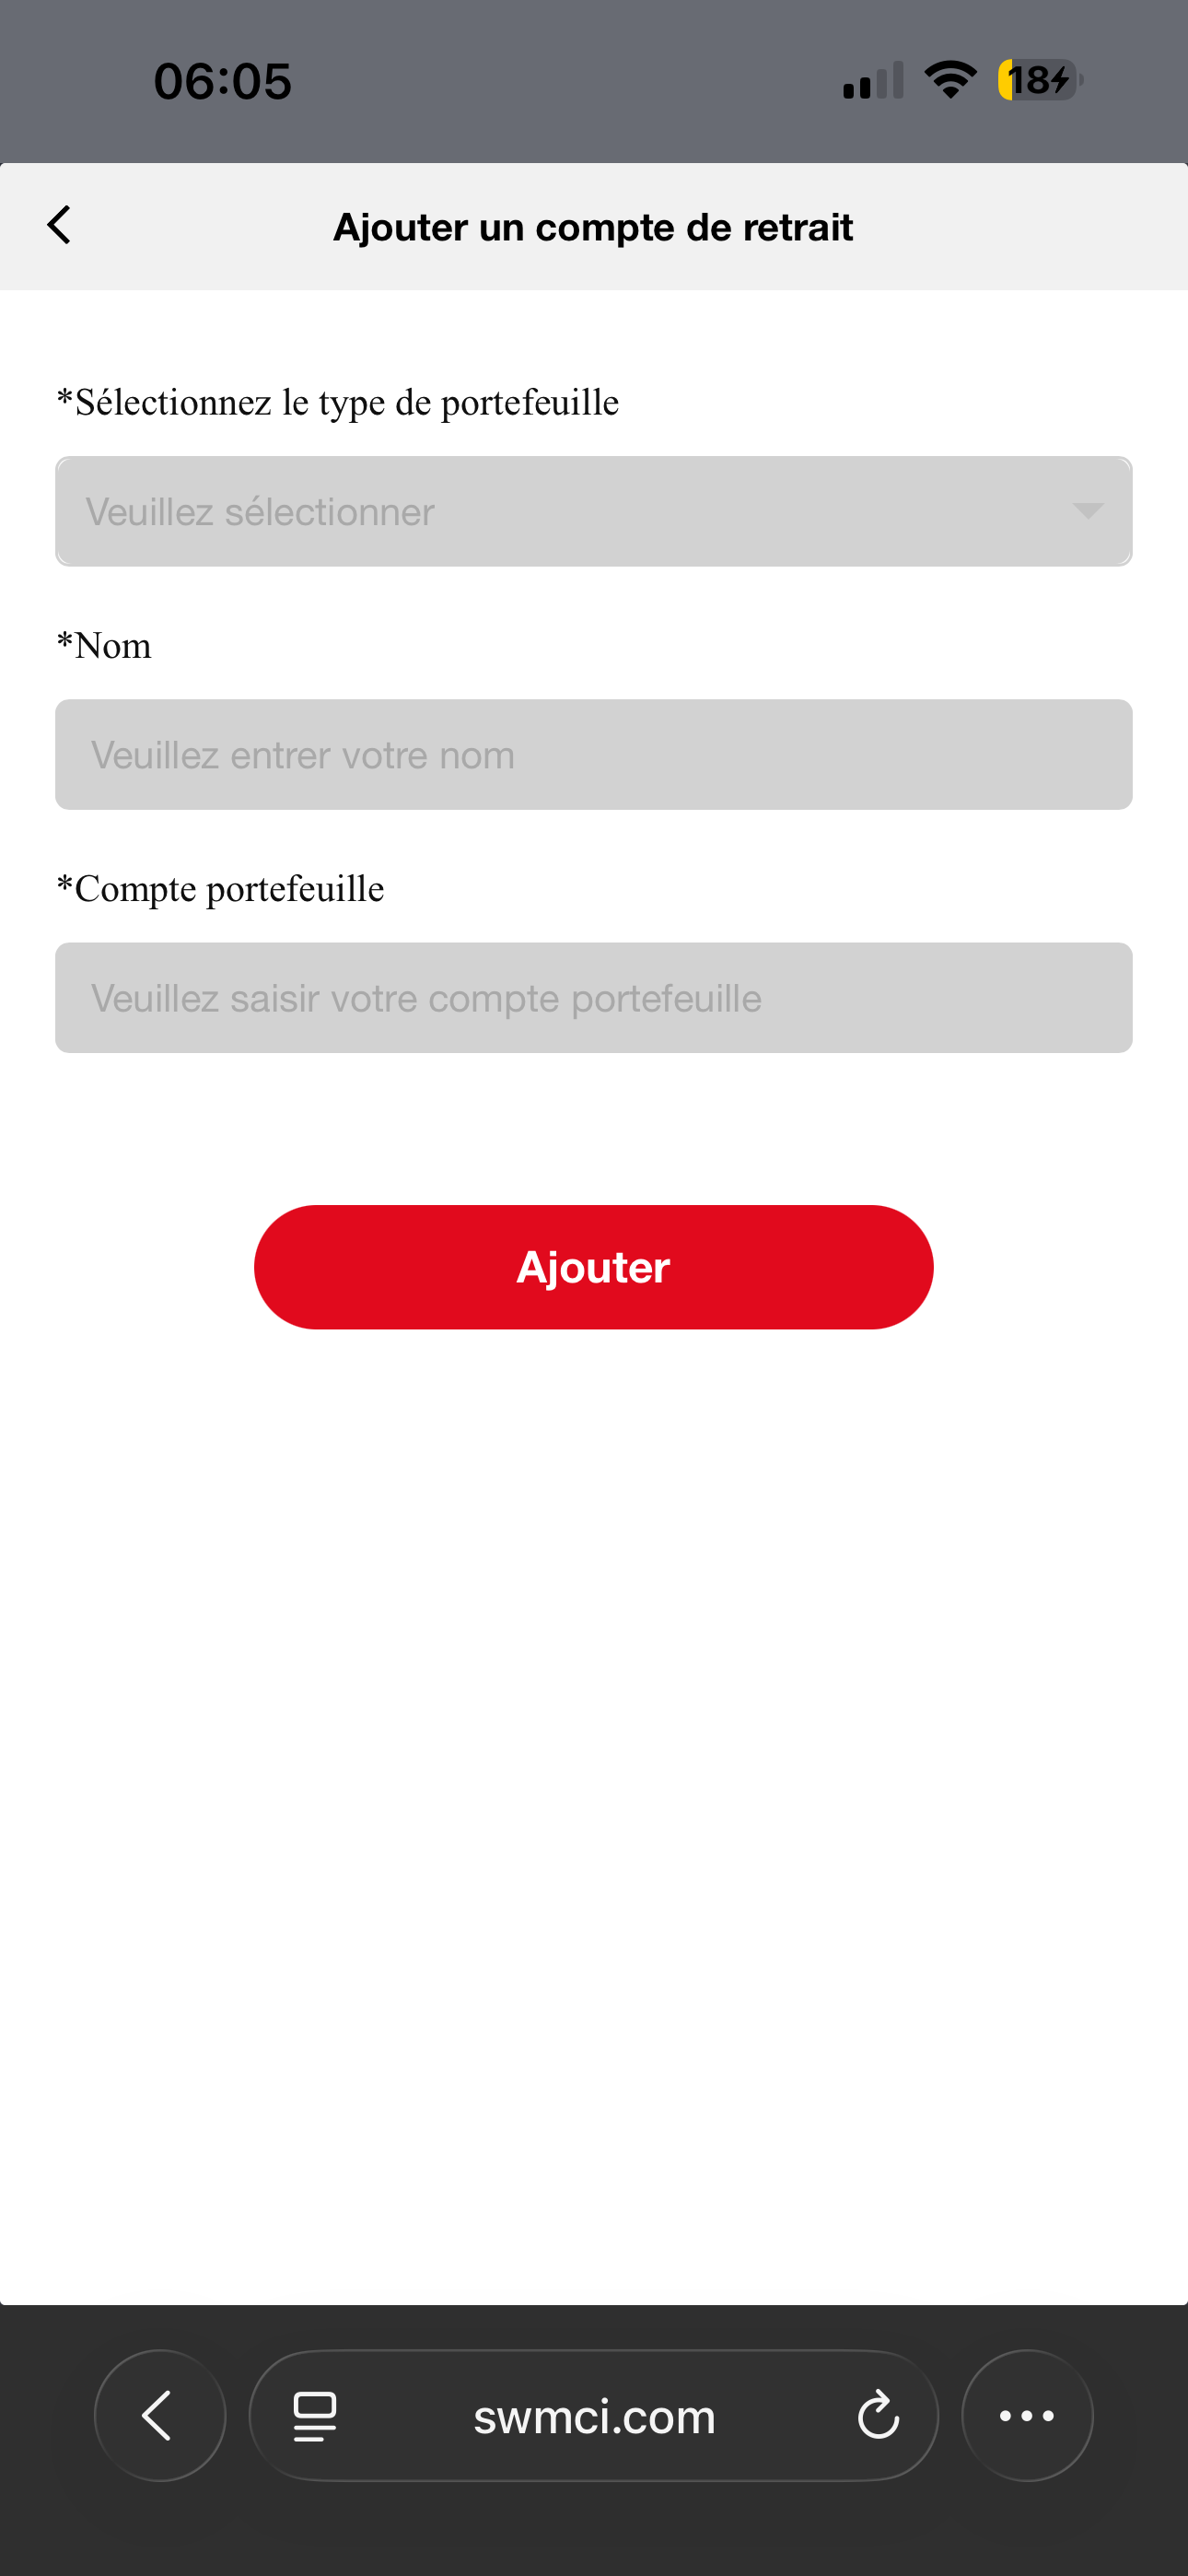 06:05
18
Ajouter un compte de retrait
*Sélectionnez le type de portefeuille
Veuillez sélectionner
*Nom
Veuillez entrer votre nom
*Compte portefeuille
Veuillez saisir votre compte portefeuille
Ajouter
swmci.com